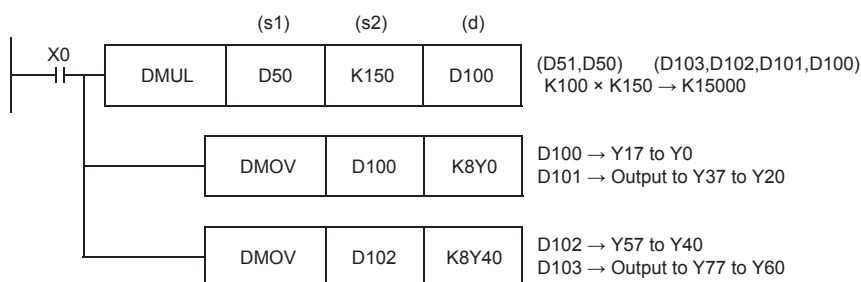 (s1) (s2) (d)
X0
DMUL D50 K150 D100 (D51,D50) (D103,D102,D101,D100)
K100 × K150 → K15000
DMOV D100 K8Y0 D100 → Y17 to Y0
D101 → Output to Y37 to Y20
DMOV D102 K8Y40 D102 → Y57 to Y40
D103 → Output to Y77 to Y60